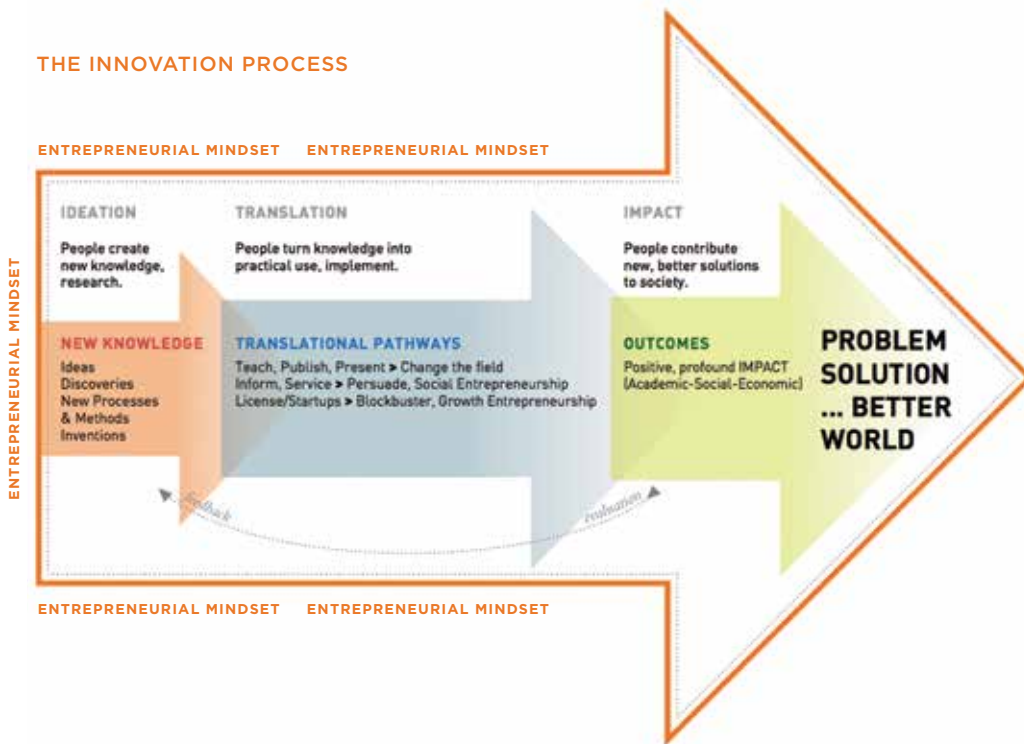 THE INNOVATION PROCESS
ENTREPRENEURIAL MINDSET ENTREPRENEURIAL MINDSET
ENTREPRENEURIAL MINDSET
IDEATION
People create
new knowledge,
research.
TRANSLATION
People turn knowledge into
practical use, implement.
IMPACT
People contribute
new, better solutions
to society.
NEW KNOWLEDGE
Ideas
Discoveries
New Processes
& Methods
Inventions
TRANSLATIONAL PATHWAYS
Teach, Publish, Present > Change the field
Inform, Service > Persuade, Social Entrepreneurship
License/Startups > Blockbuster, Growth Entrepreneurship
OUTCOMES
Positive, profound IMPACT
(Academic-Social-Economic)
PROBLEM
SOLUTION
... BETTER
WORLD
feedback
evaluation
ENTREPRENEURIAL MINDSET ENTREPRENEURIAL MINDSET